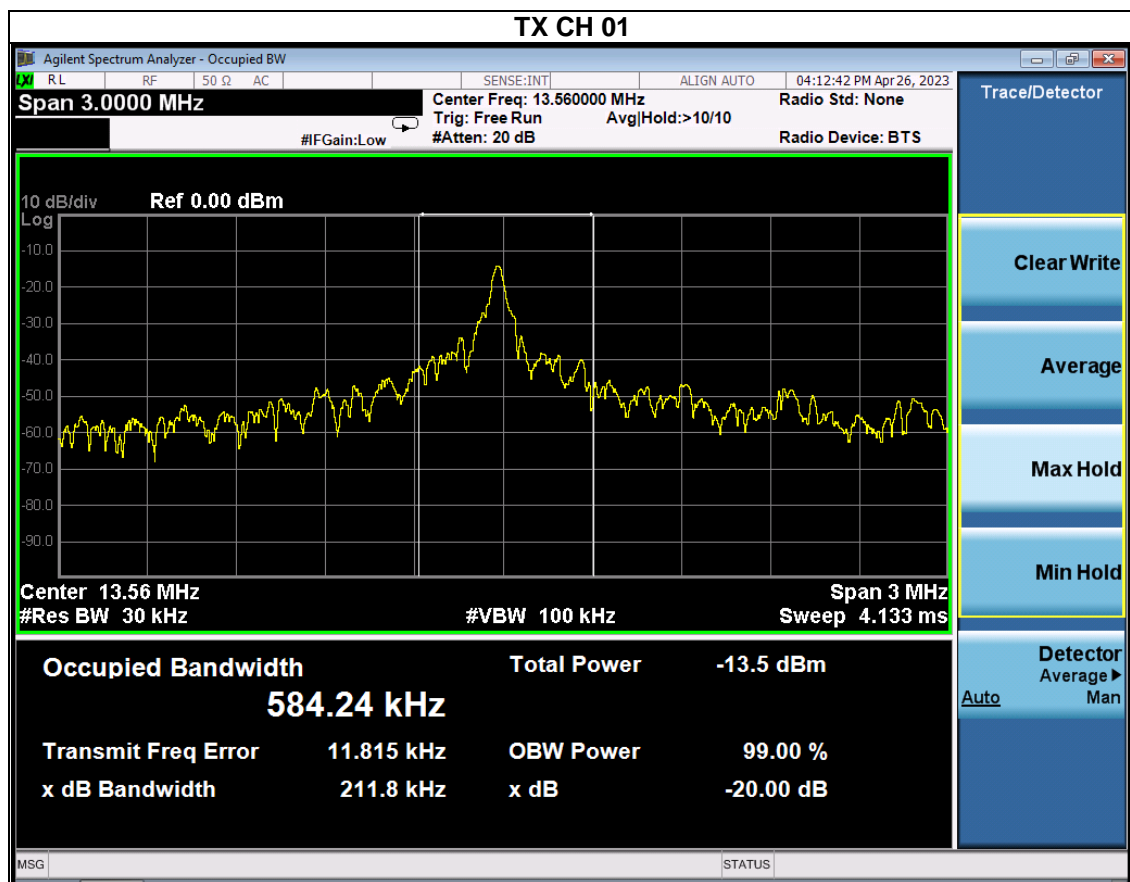 TX CH 01
Agilent Spectrum Analyzer - Occupied BW
LXI RL RF 50 Ω AC SENSE:INT ALIGN AUTO 04:12:42 PM Apr 26, 2023
Span 3.0000 MHz
Center Freq: 13.560000 MHz
Radio Std: None
Trig: Free Run Avg|Hold:>10/10
#IFGain:Low
#Atten: 20 dB
Radio Device: BTS
Trace/Detector
10 dB/div Ref 0.00 dBm
Log
-10.0
-20.0
-30.0
-40.0
-50.0
-60.0
-70.0
-80.0
-90.0
Center 13.56 MHz
Span 3 MHz
#Res BW 30 kHz
#VBW 100 kHz
Sweep 4.133 ms
Clear Write
Average
Max Hold
Min Hold
Detector
Average▶
Auto Man
Occupied Bandwidth
584.24 kHz
Total Power -13.5 dBm
Transmit Freq Error 11.815 kHz
OBW Power 99.00 %
x dB Bandwidth 211.8 kHz
x dB -20.00 dB
MSG
STATUS